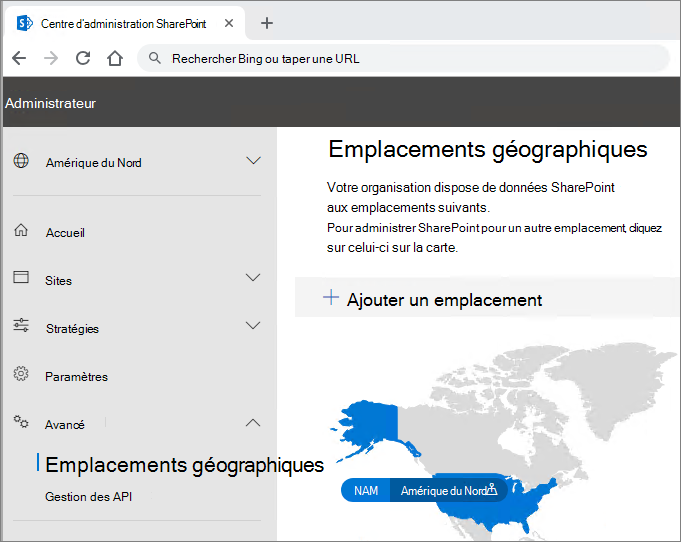 Centre d'administration SharePoint
Rechercher Bing ou taper une URL
Administrateur
Amérique du Nord
Accueil
Sites
Stratégies
Paramètres
Avancé
Emplacements géographiques
Gestion des API
Emplacements géographiques
Votre organisation dispose de données SharePoint
aux emplacements suivants.
Pour administrer SharePoint pour un autre emplacement, cliquez
sur celui-ci sur la carte.
Ajouter un emplacement
NAM Amérique du Nord